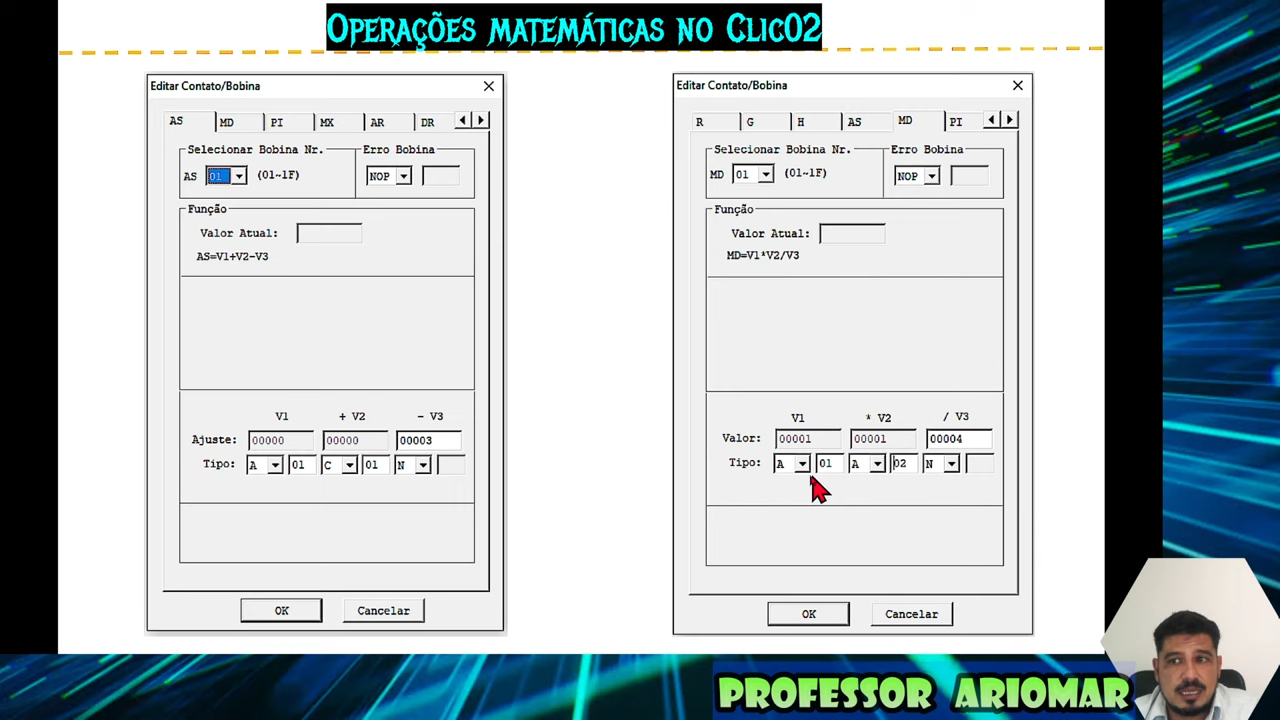 Operações matemáticas no Clic02
Editar Contato/Bobina
AS MD PI MX AR DR
Selecionar Bobina Nr.
Erro Bobina
AS 01 (01~1F)
NOP
Função
Valor Atual:
AS=V1+V2-V3
V1 + V2 - V3
Ajuste: 00000 00000 00003
Tipo: A 01 C 01 N
OK Cancelar
Editar Contato/Bobina
R G H AS MD PI
Selecionar Bobina Nr.
Erro Bobina
MD 01 (01~1F)
NOP
Função
Valor Atual:
MD=V1*V2/V3
V1 * V2 / V3
Valor: 00001 00001 00004
Tipo: A 01 A 02 N
OK Cancelar
PROFESSOR ARIOMAR